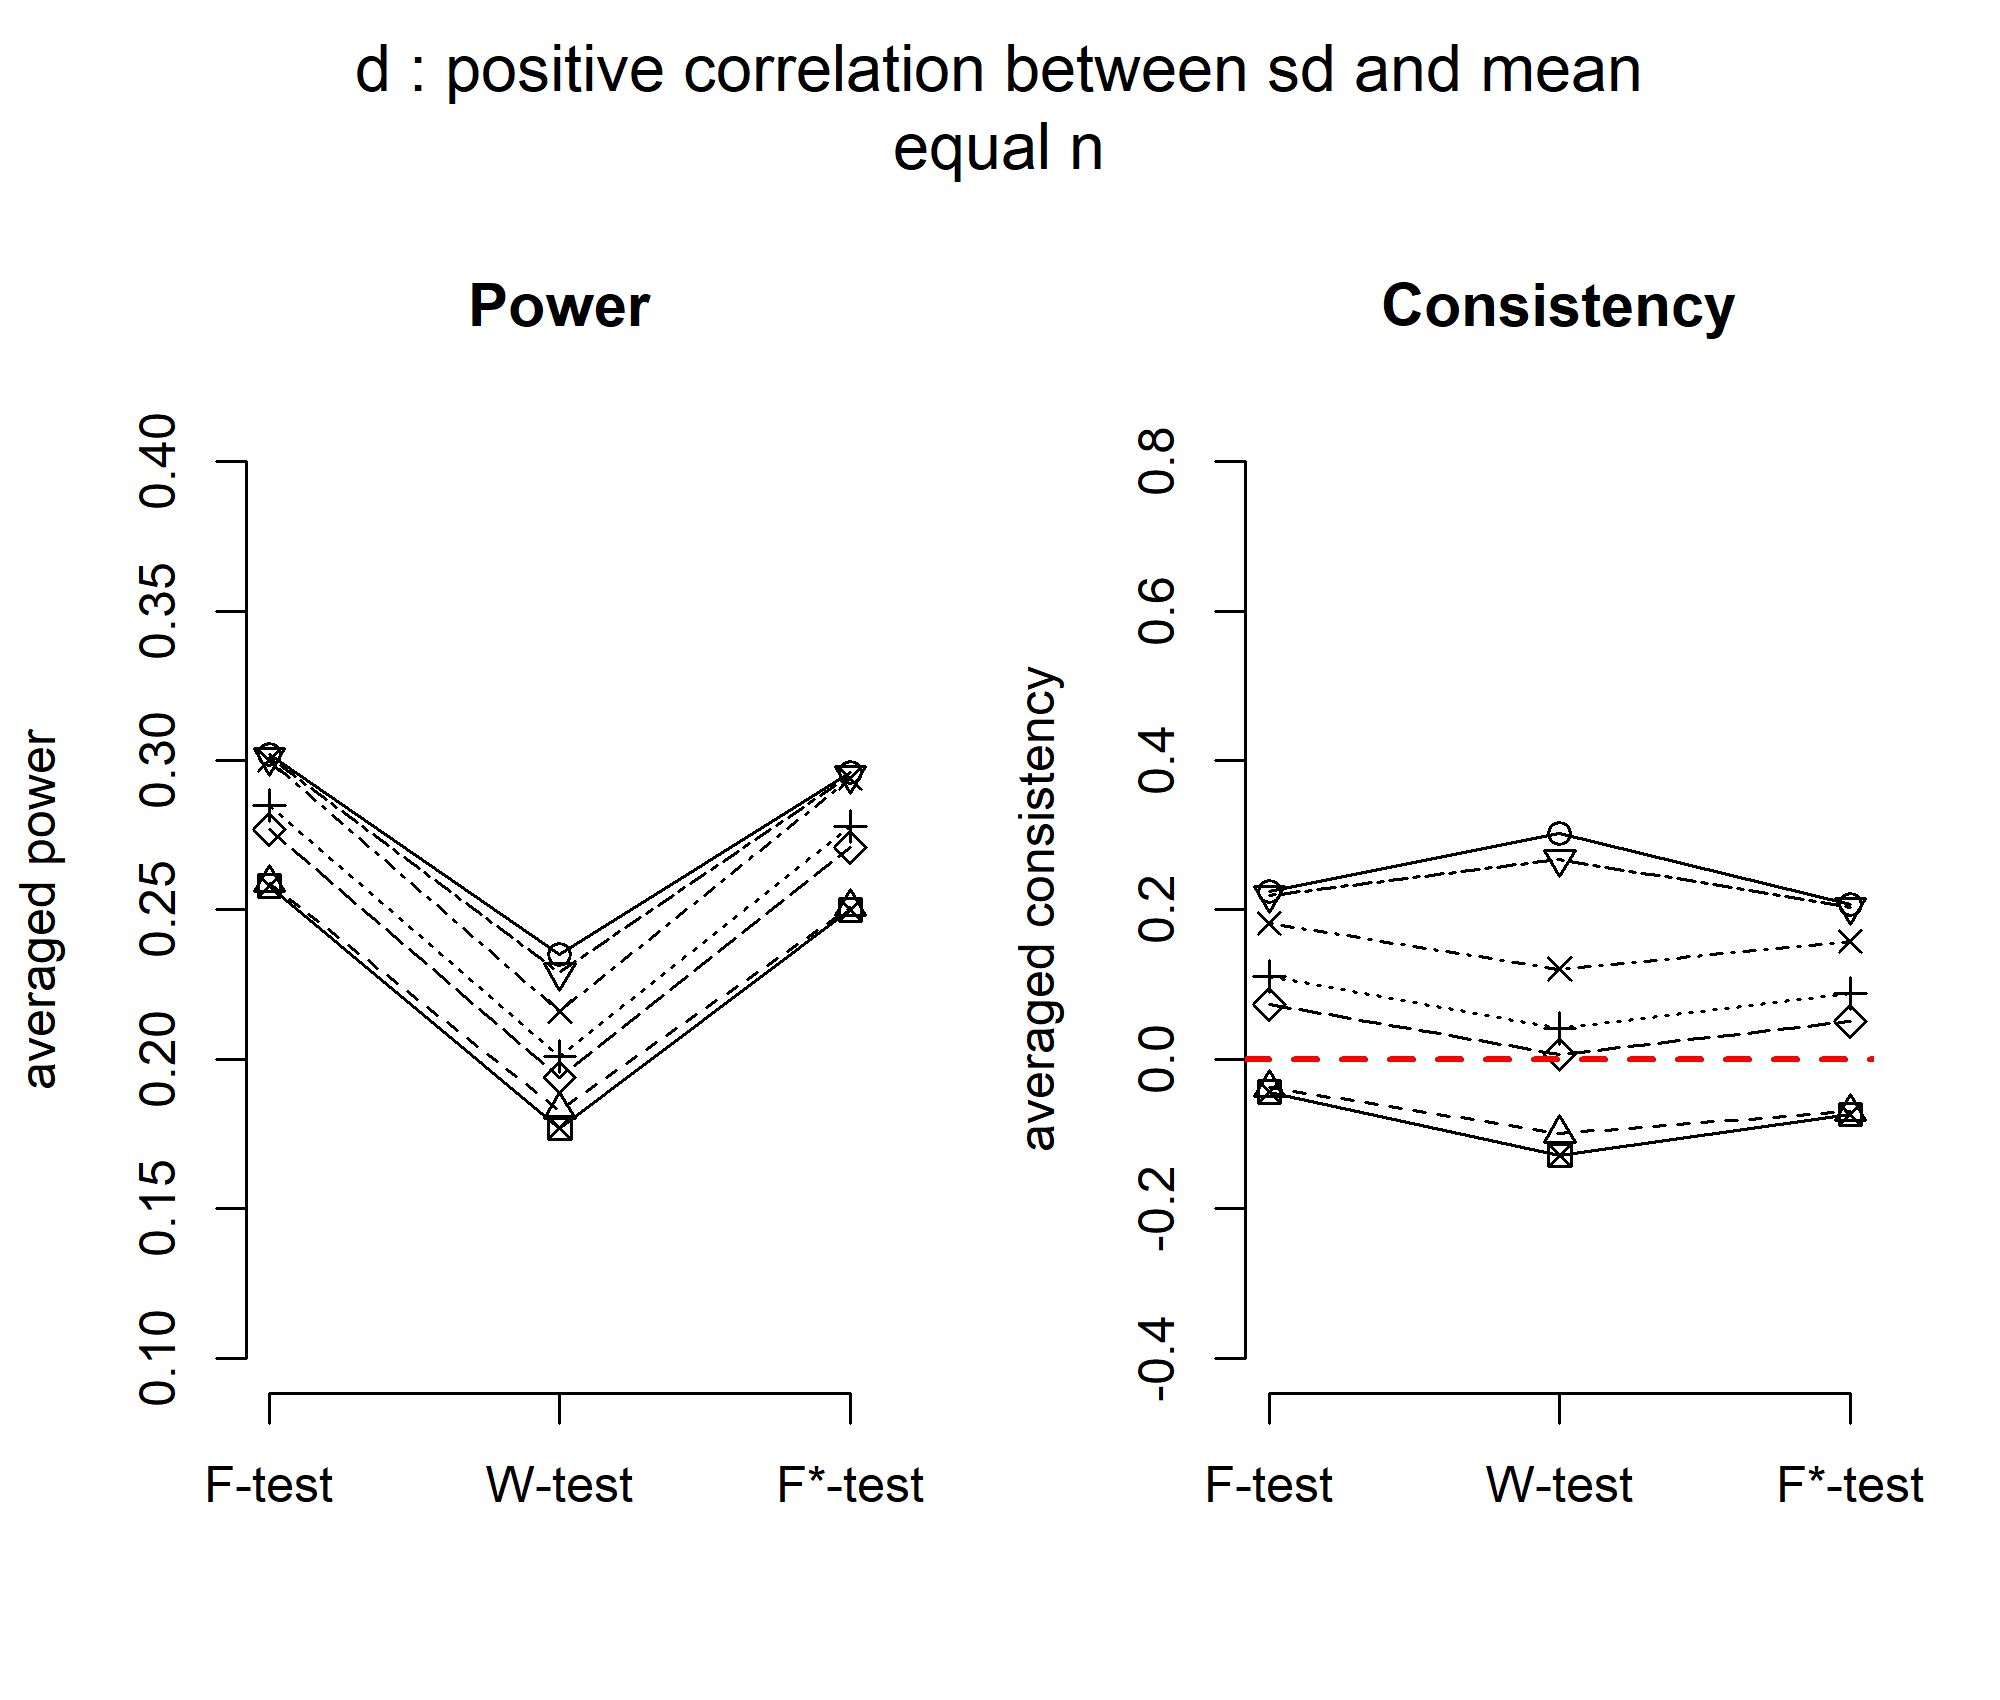 d : positive correlation between sd and mean
equal n
Power
averaged power
0.40
0.35
0.30
0.25
0.20
0.15
0.10
F-test W-test F*-test
Consistency
averaged consistency
0.8
0.6
0.4
0.2
0.0
-0.2
-0.4
F-test W-test F*-test